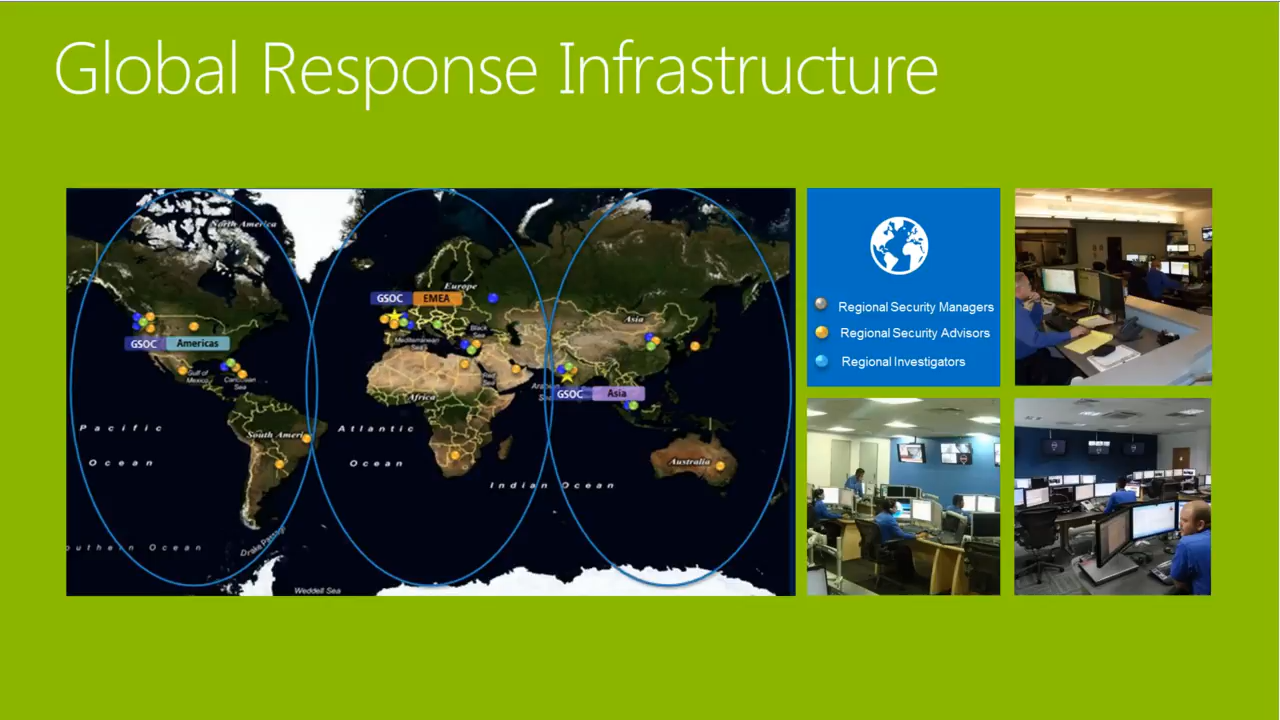 Global Response Infrastructure
North America
Europe
GSOC EMEA
Asia
Black
Sea
GSOC Americas
Mediterranean
Sea
Gulf of
Mexico
Caribbean
Sea
Red
Sea
Arabian
Sea
GSOC Asia
Africa
Pacific
Ocean
South Ameri
Atlantic
Ocean
Australia
Indian Ocean
outhern Ocean
Drake Passage
Weddell Sea
Regional Security Managers
Regional Security Advisors
Regional Investigators